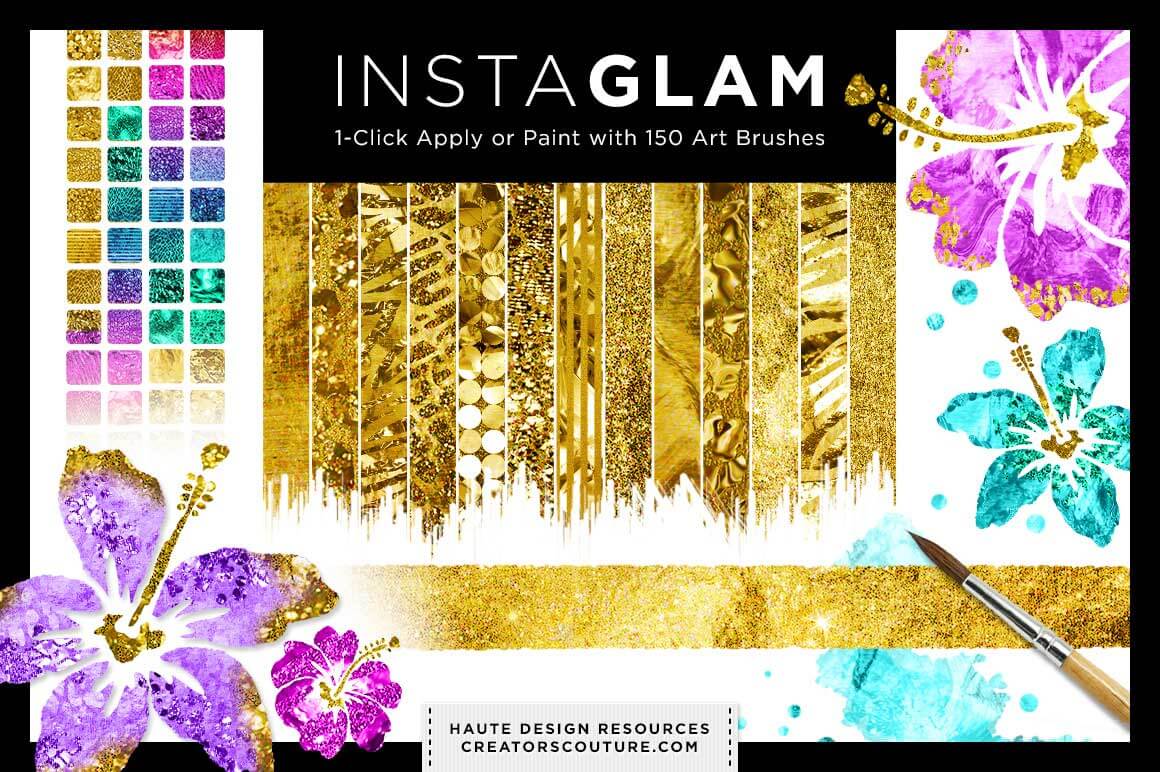 INSTAGLAM
1-Click Apply or Paint with 150 Art Brushes
HAUTE DESIGN RESOURCES
CREATORSCOUTURE.COM